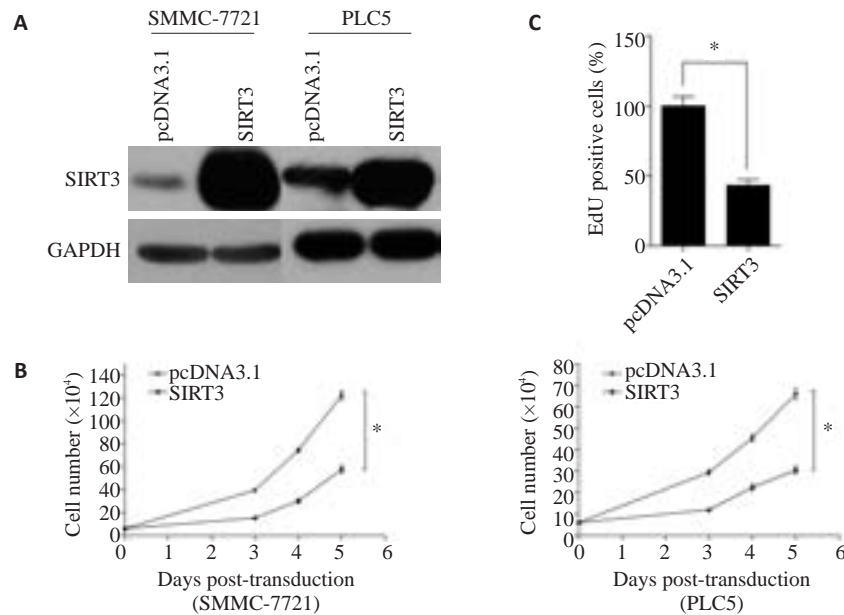 A
SMMC-7721
PLC5
pcDNA3.1
SIRT3
pcDNA3.1
SIRT3
SIRT3
GAPDH
C
150
100
50
0
EdU positive cells (%)
*
pcDNA3.1
SIRT3
B
140
120
100
80
60
40
20
0
Cell number (×10⁴)
pcDNA3.1
SIRT3
*
0 1 2 3 4 5 6
Days post-transduction
(SMMC-7721)
80
70
60
50
40
30
20
10
0
Cell number (×10⁴)
pcDNA3.1
SIRT3
*
0 1 2 3 4 5 6
Days post-transduction
(PLC5)